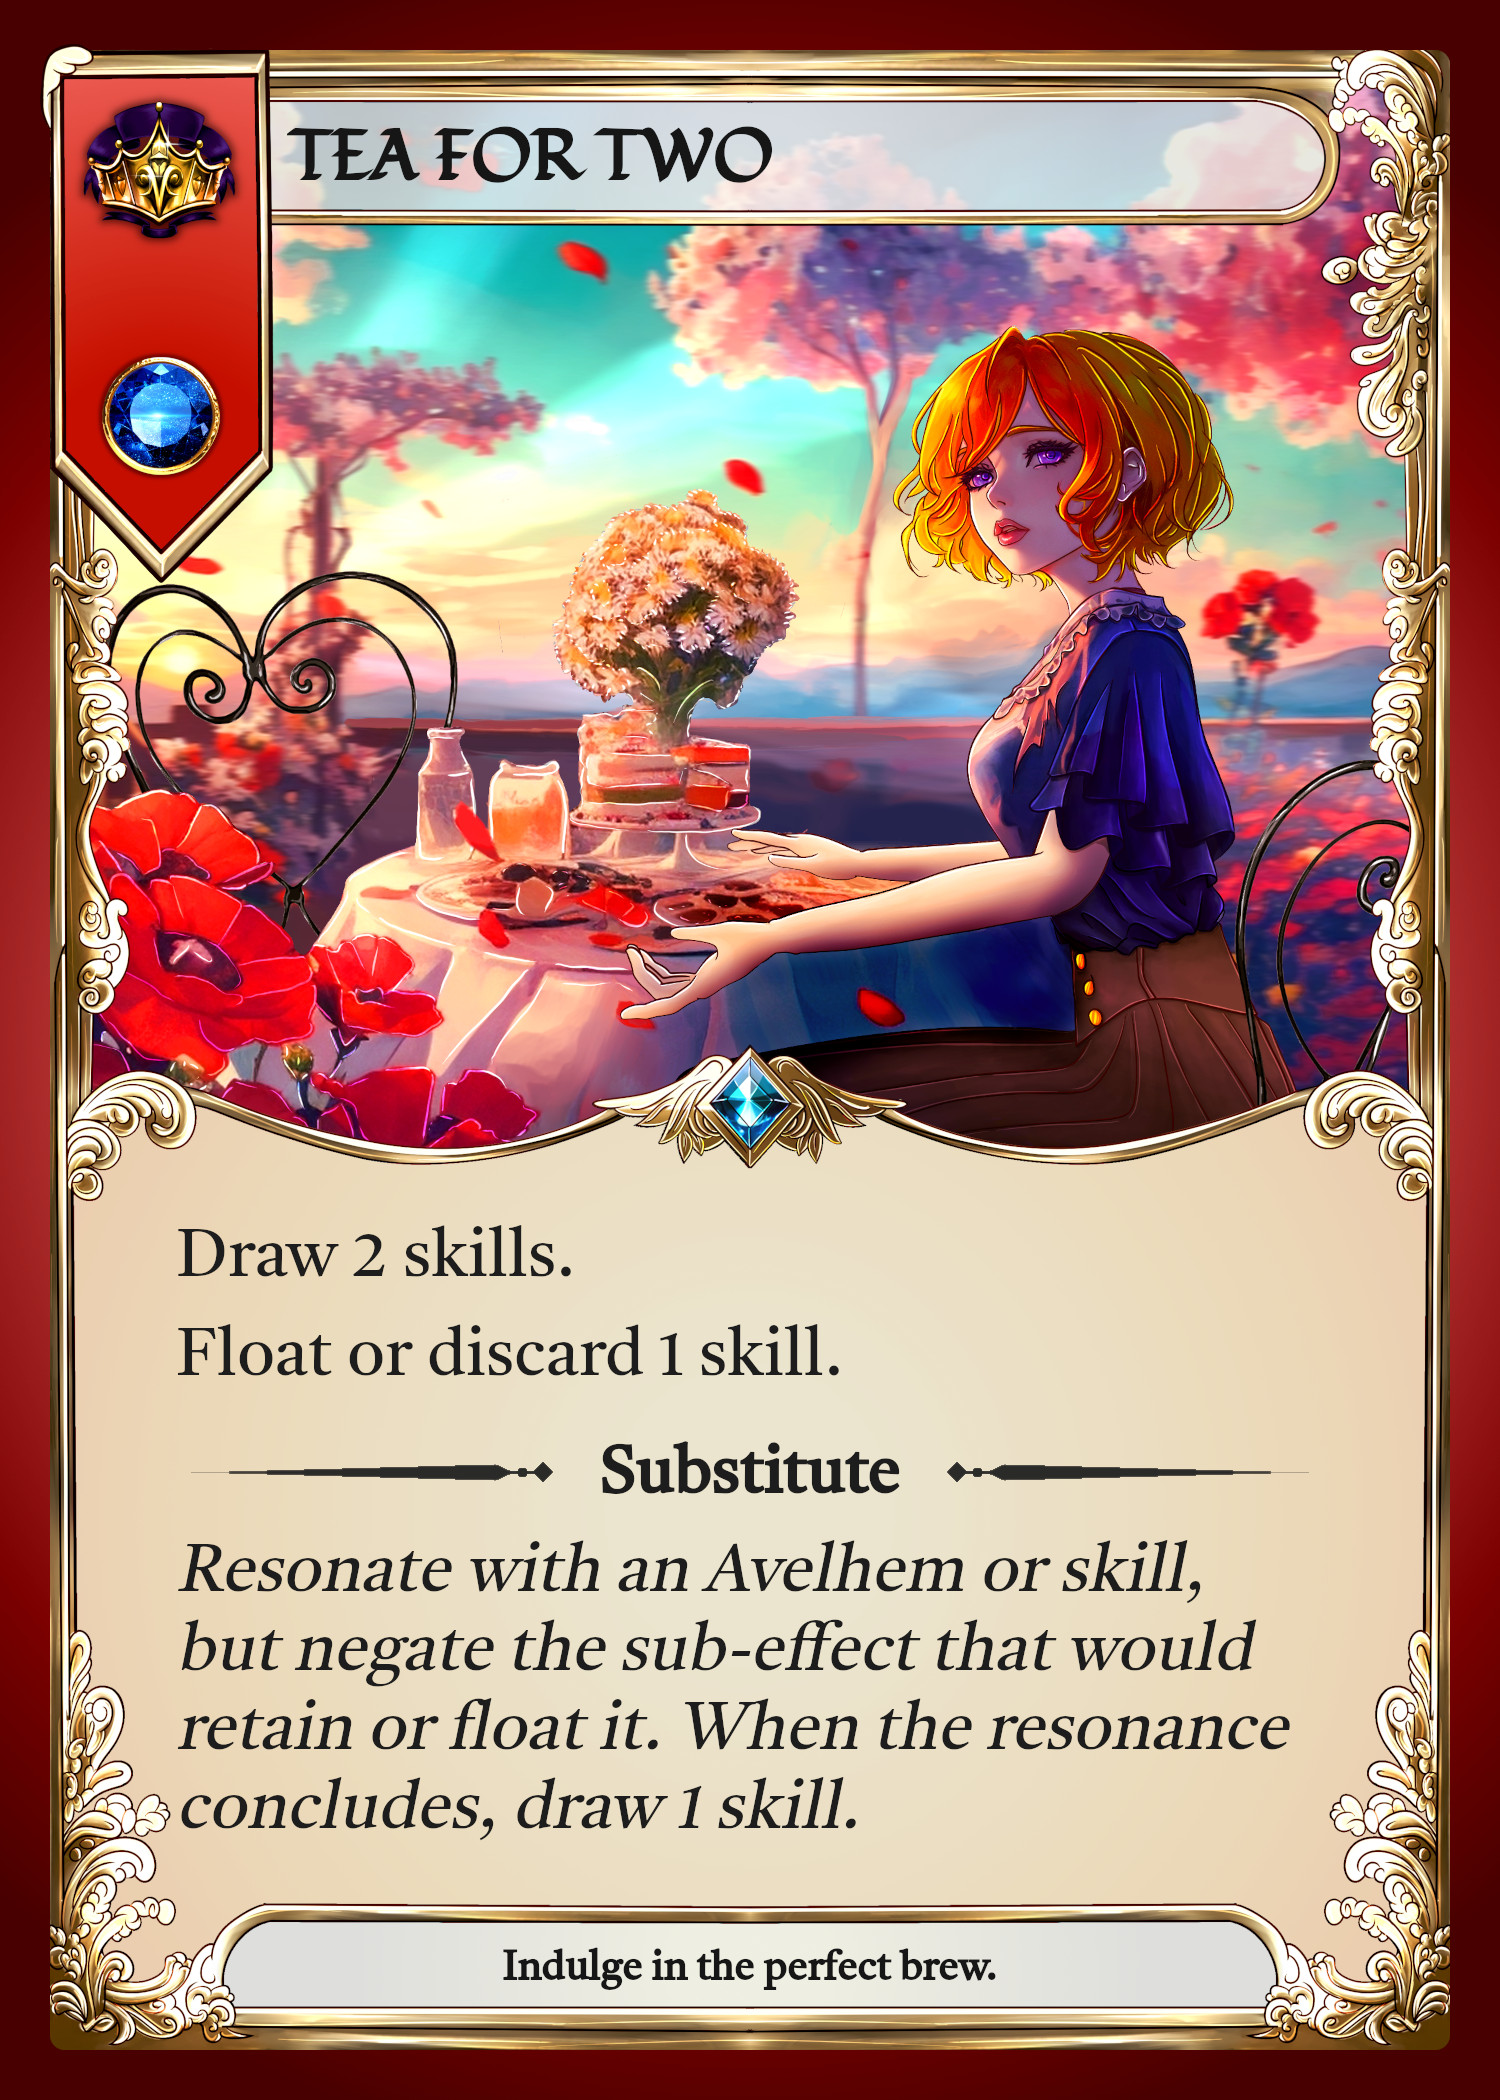 TEA FOR TWO
Draw 2 skills.
Float or discard 1 skill.
Substitute
Resonate with an Avelhem or skill,
but negate the sub-effect that would
retain or float it. When the resonance
concludes, draw 1 skill.
Indulge in the perfect brew.